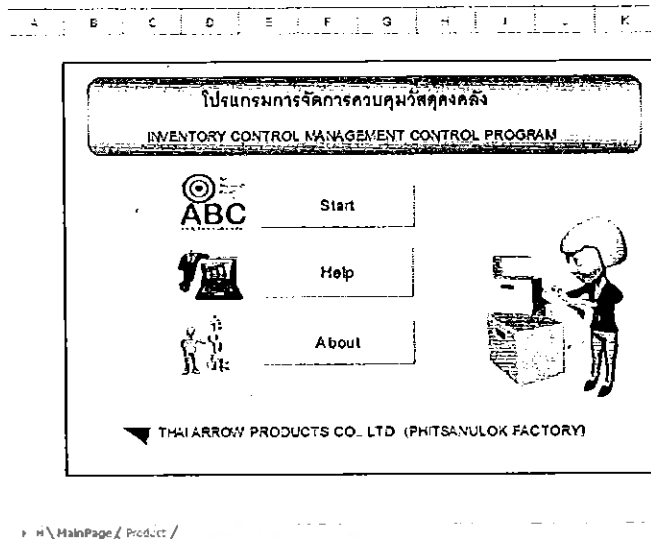 A B C D E F G H I J K
โปรแกรมการจัดการควบคุมวัสดุคงคลัง
INVENTORY CONTROL MANAGEMENT CONTROL PROGRAM
ABC
Start
Help
About
THAI ARROW PRODUCTS CO., LTD (PHITSANULOK FACTORY)
MainPage / Product /